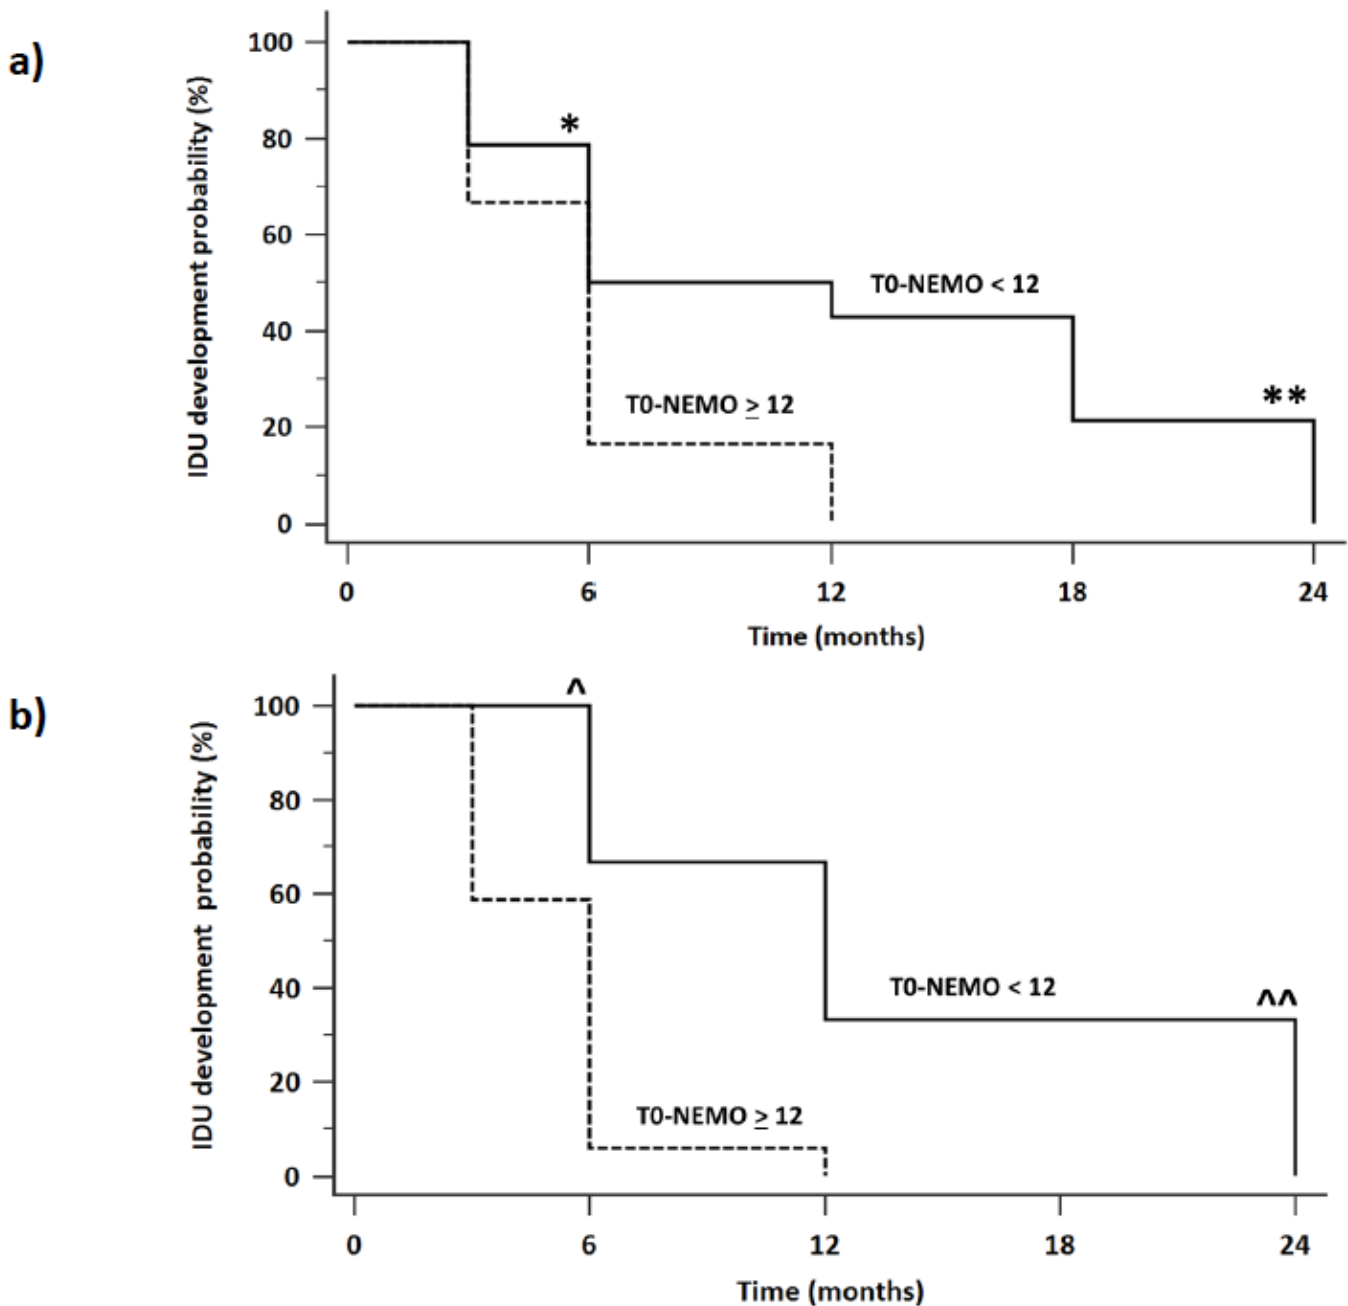 a)
IDU development probability (%)
100
80
60
40
20
0
*
T0-NEMO < 12
T0-NEMO ≥ 12
**
0 6 12 18 24
Time (months)
b)
IDU development probability (%)
100
80
60
40
20
0
^
T0-NEMO < 12
^^
T0-NEMO ≥ 12
0 6 12 18 24
Time (months)